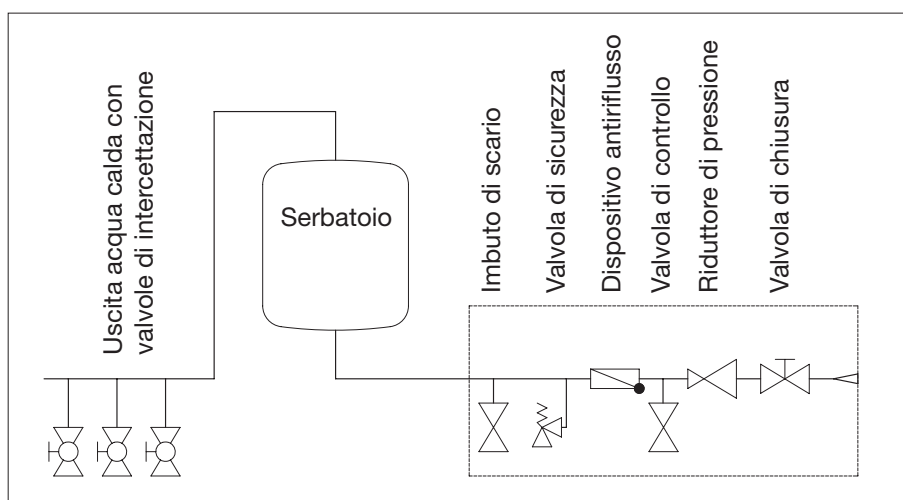 Uscita acqua calda con
valvole di intercettazione
Serbatoio
Imbuto di scario
Valvola di sicurezza
Dispositivo antiriflusso
Valvola di controllo
Riduttore di pressione
Valvola di chiusura